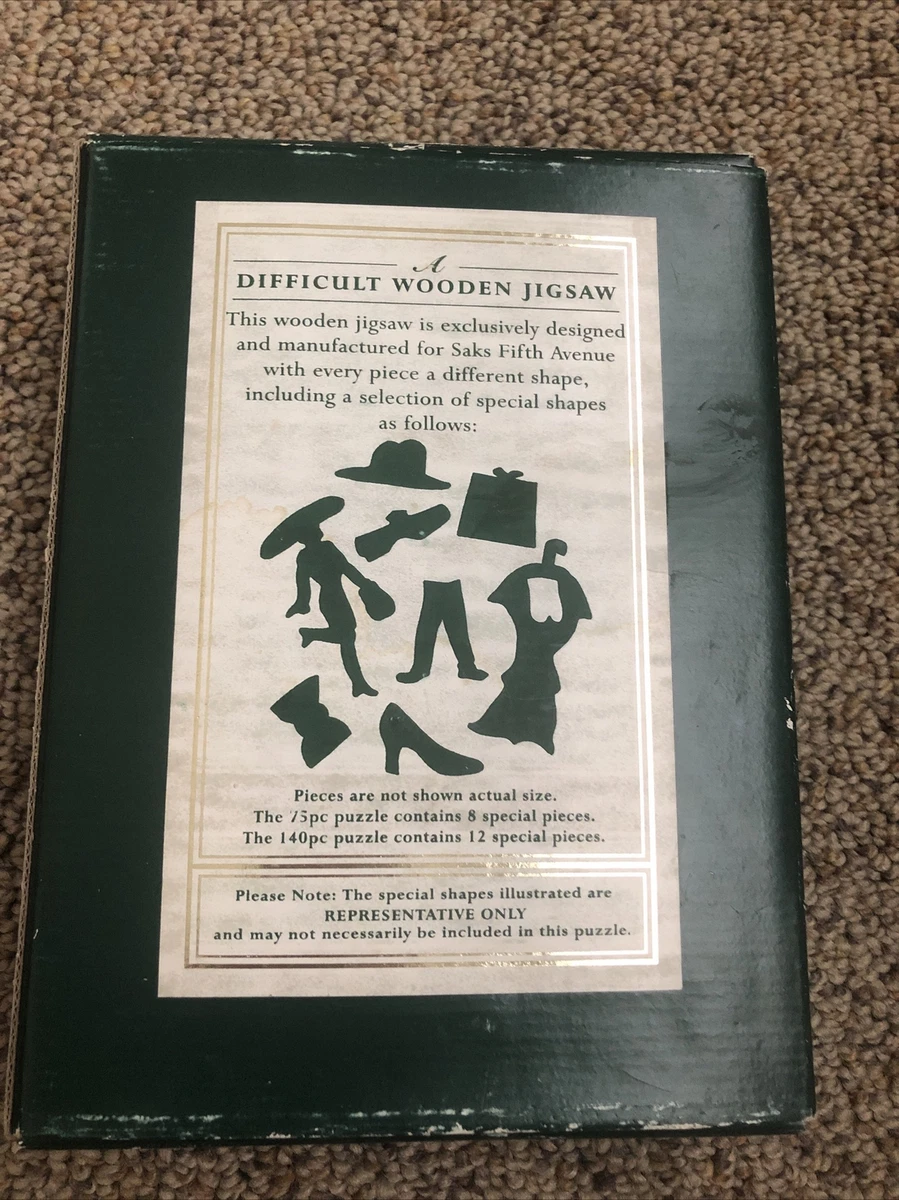 A
DIFFICULT WOODEN JIGSAW
This wooden jigsaw is exclusively designed
and manufactured for Saks Fifth Avenue
with every piece a different shape,
including a selection of special shapes
as follows:
Pieces are not shown actual size.
The 75pc puzzle contains 8 special pieces.
The 140pc puzzle contains 12 special pieces.
Please Note: The special shapes illustrated are
REPRESENTATIVE ONLY
and may not necessarily be included in this puzzle.